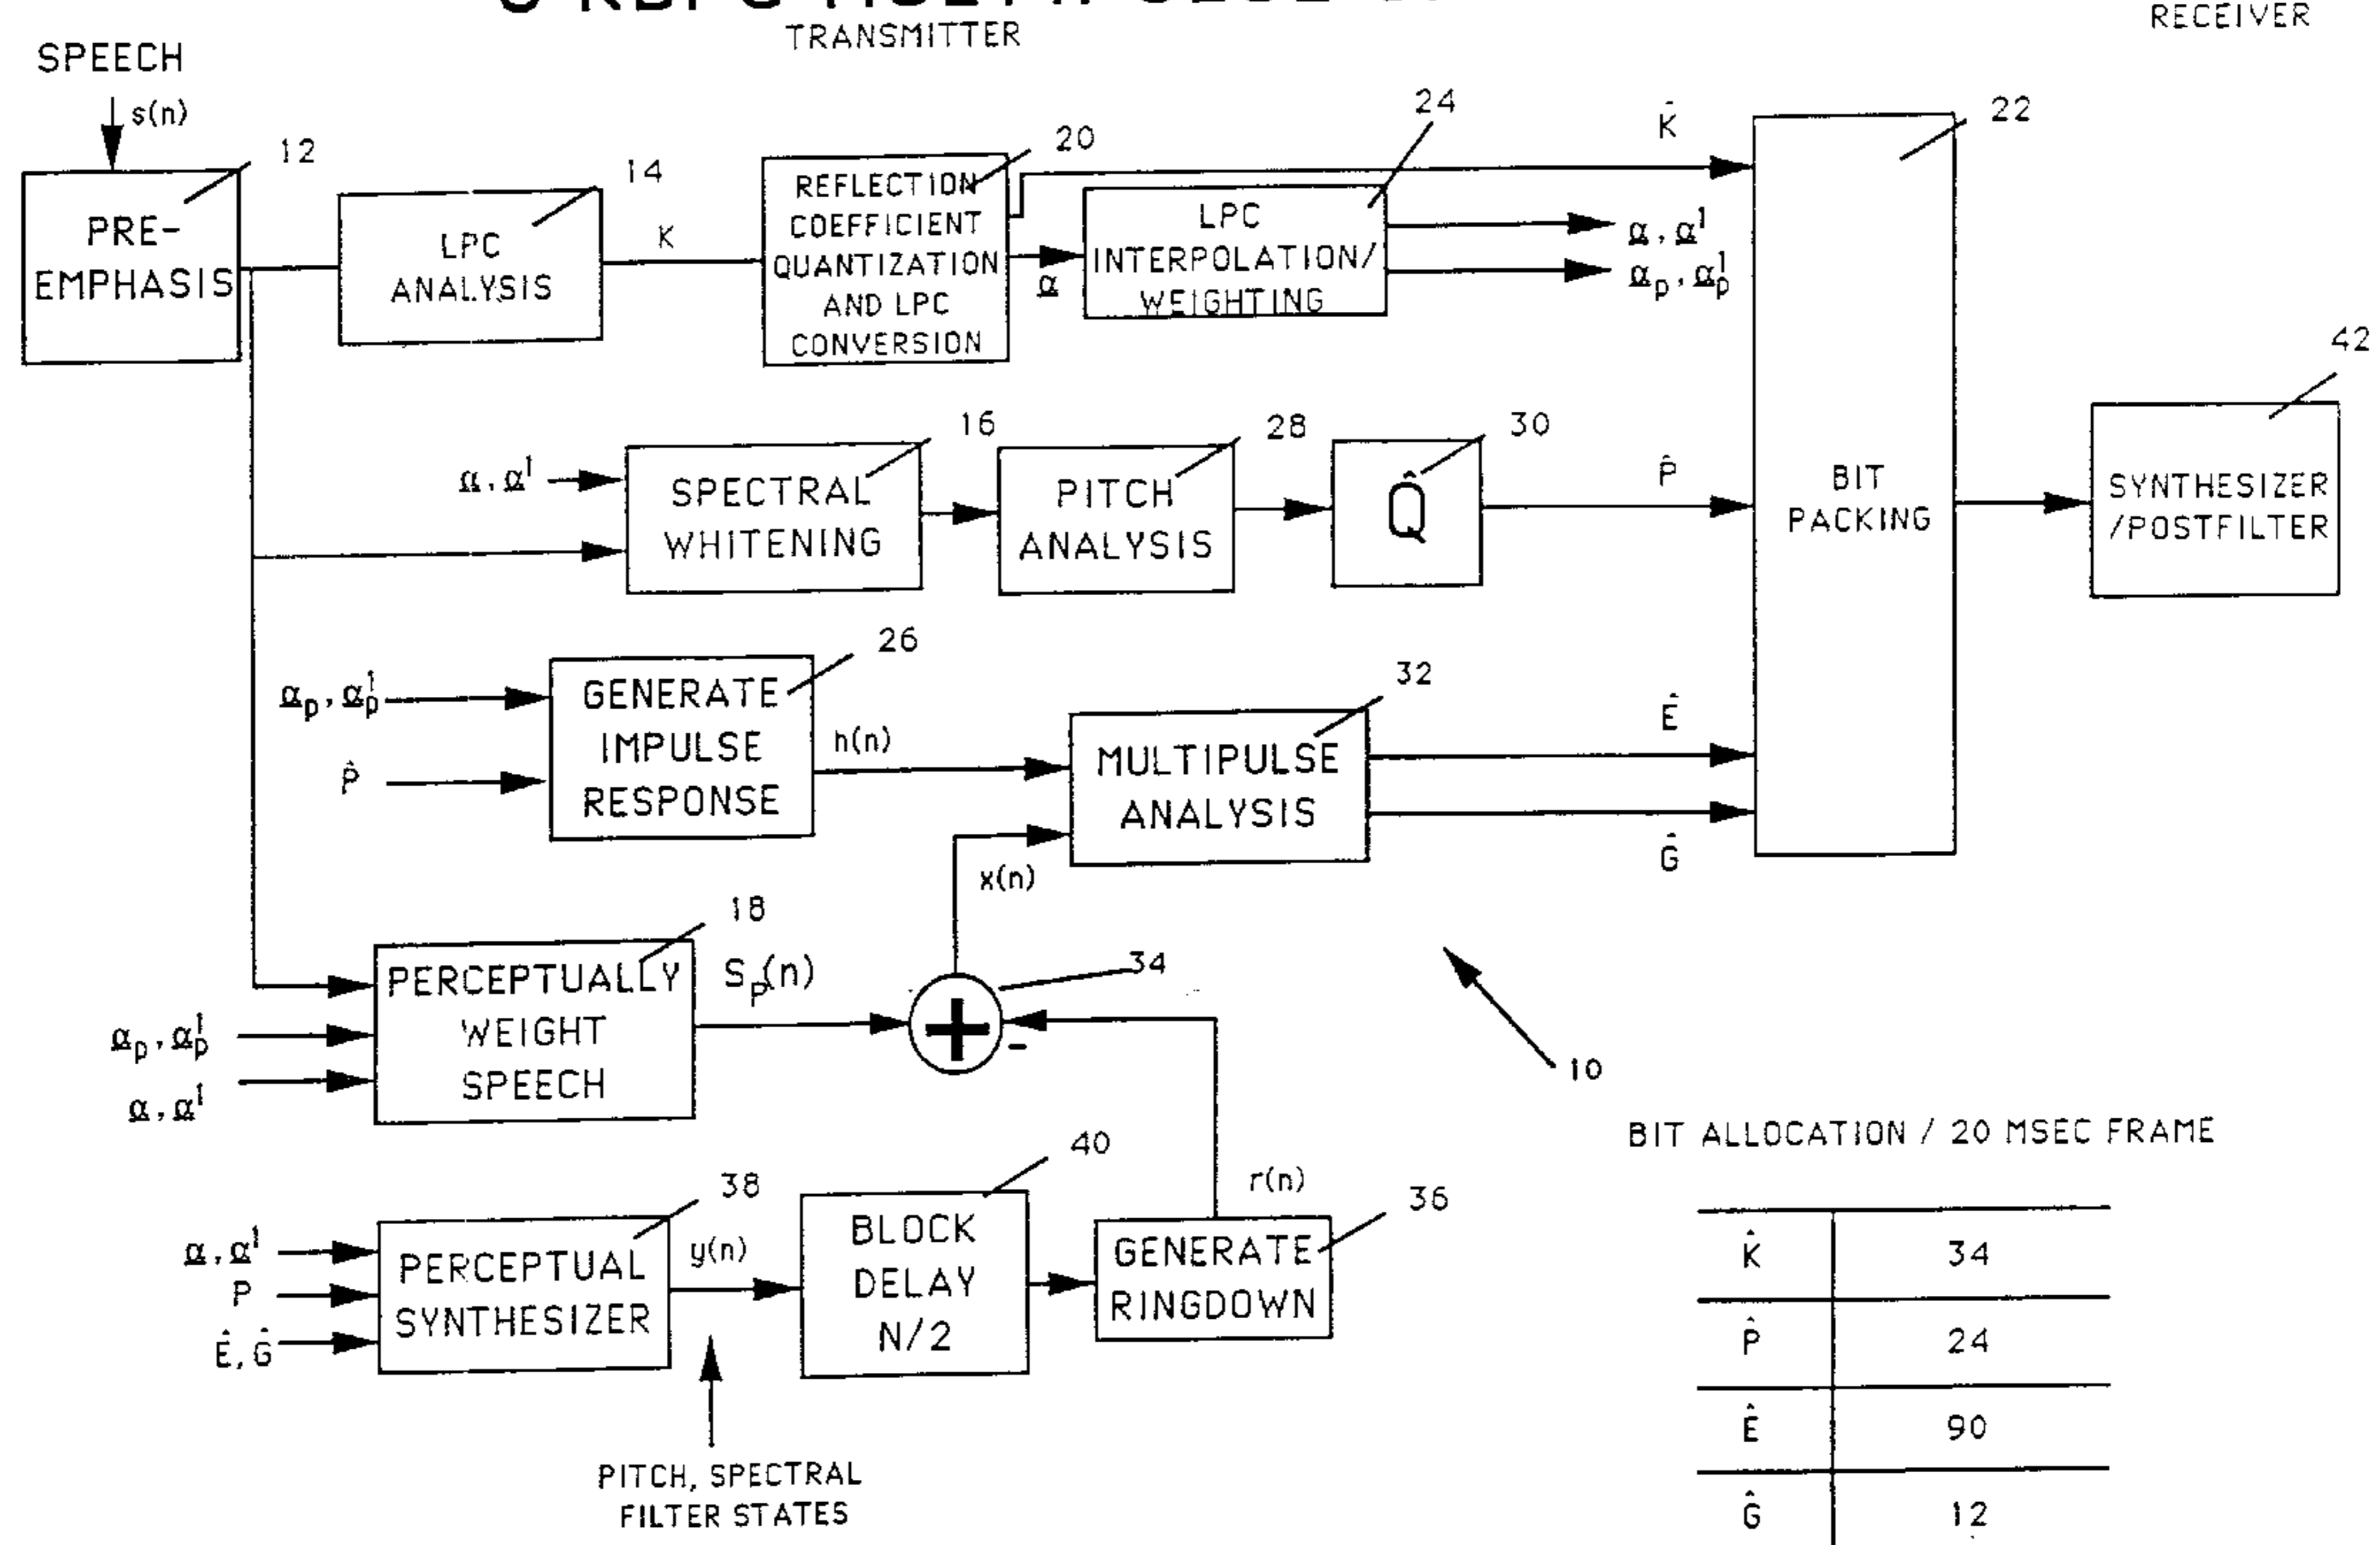 TRANSMITTER
RECEIVER
SPEECH
s(n)
12
PRE-
EMPHASIS
14
LPC
ANALYSIS
K
20
REFLECTION
COEFFICIENT
QUANTIZATION
AND LPC
CONVERSION
α
24
LPC
INTERPOLATION/
WEIGHTING
K̂
α, α¹
αp, αp¹
22
BIT
PACKING
42
SYNTHESIZER
/POSTFILTER
α, α¹
16
SPECTRAL
WHITENING
28
PITCH
ANALYSIS
30
Q̂
P̂
26
αp, αp¹
P̂
GENERATE
IMPULSE
RESPONSE
h(n)
32
MULTIPULSE
ANALYSIS
Ê
Ĝ
x(n)
18
PERCEPTUALLY
WEIGHT
SPEECH
αp, αp¹
α, α¹
Sp(n)
34
+
-
10
38
α, α¹
P
Ê, Ĝ
PERCEPTUAL
SYNTHESIZER
y(n)
40
BLOCK
DELAY
N/2
r(n)
36
GENERATE
RINGDOWN
PITCH, SPECTRAL
FILTER STATES
BIT ALLOCATION / 20 MSEC FRAME
K̂ 34
P̂ 24
Ê 90
Ĝ 12